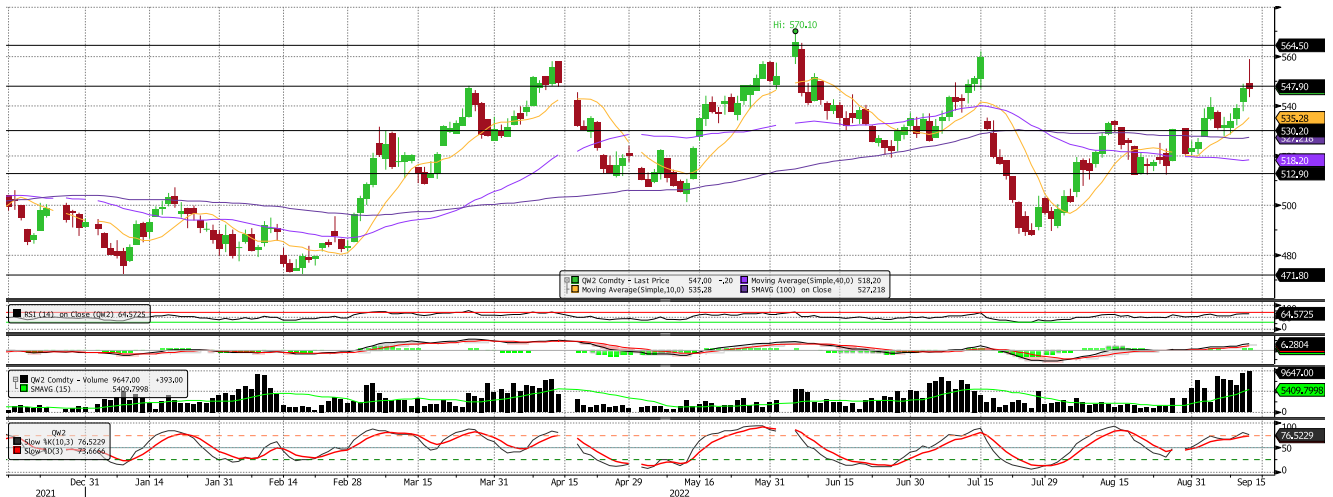 Hi: 570.10
564.50
560
547.90
540
535.28
530.20
527.218
518.20
512.90
500
480
471.80
QW2 Comdty - Last Price 547.00 -.20 Moving Average(Simple,40,0) 518.20
Moving Average(Simple,10,0) 535.28 SMAVG (100) on Close 527.218
RSI (14) on Close (QW2) 64.5725
100
64.5725
0
6.2804
QW2 Comdty - Volume 9647.00 +393.00
SMAVG (15) 5409.7998
9647.00
5409.7998
0
QW2
Slow %K(10,3) 76.5229
Slow %D(3) 73.6666
100
76.5229
50
0
Dec 31 Jan 14 Jan 31 Feb 14 Feb 28 Mar 15 Mar 31 Apr 15 Apr 29 May 16 May 31 Jun 15 Jun 30 Jul 15 Jul 29 Aug 15 Aug 31 Sep 15
2021 2022